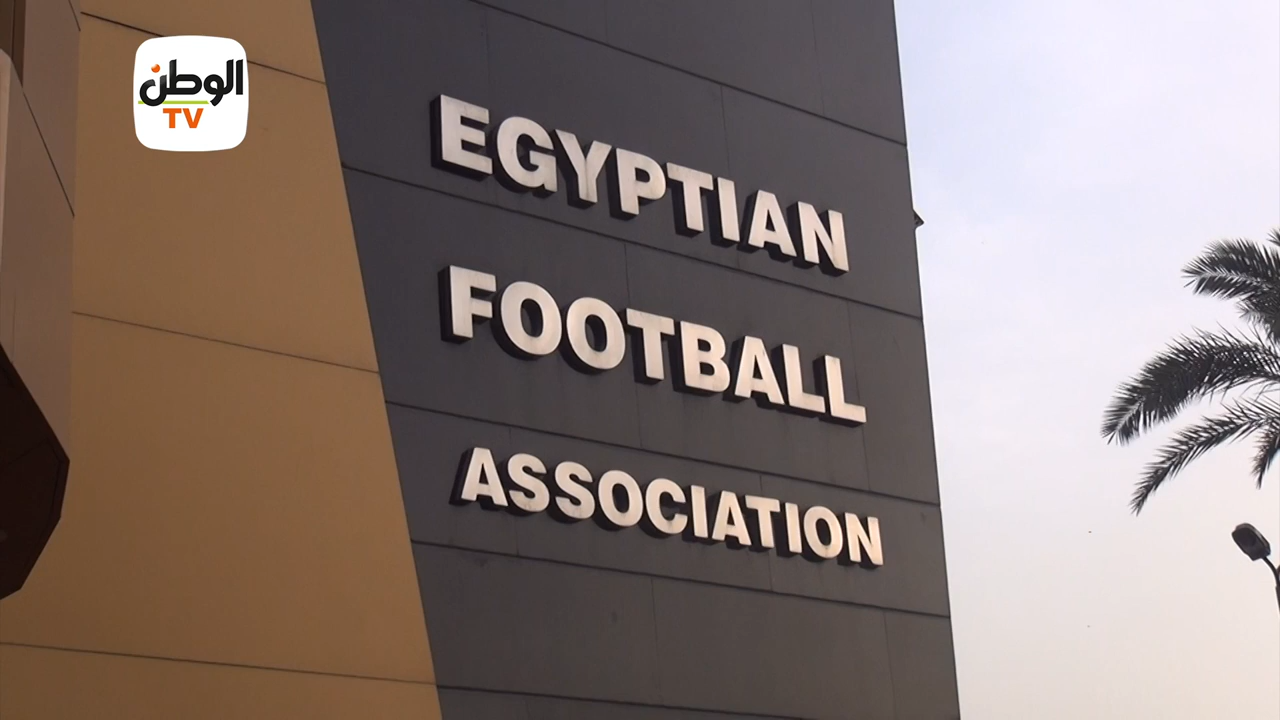 الوطن
TV
EGYPTIAN
FOOTBALL
ASSOCIATION